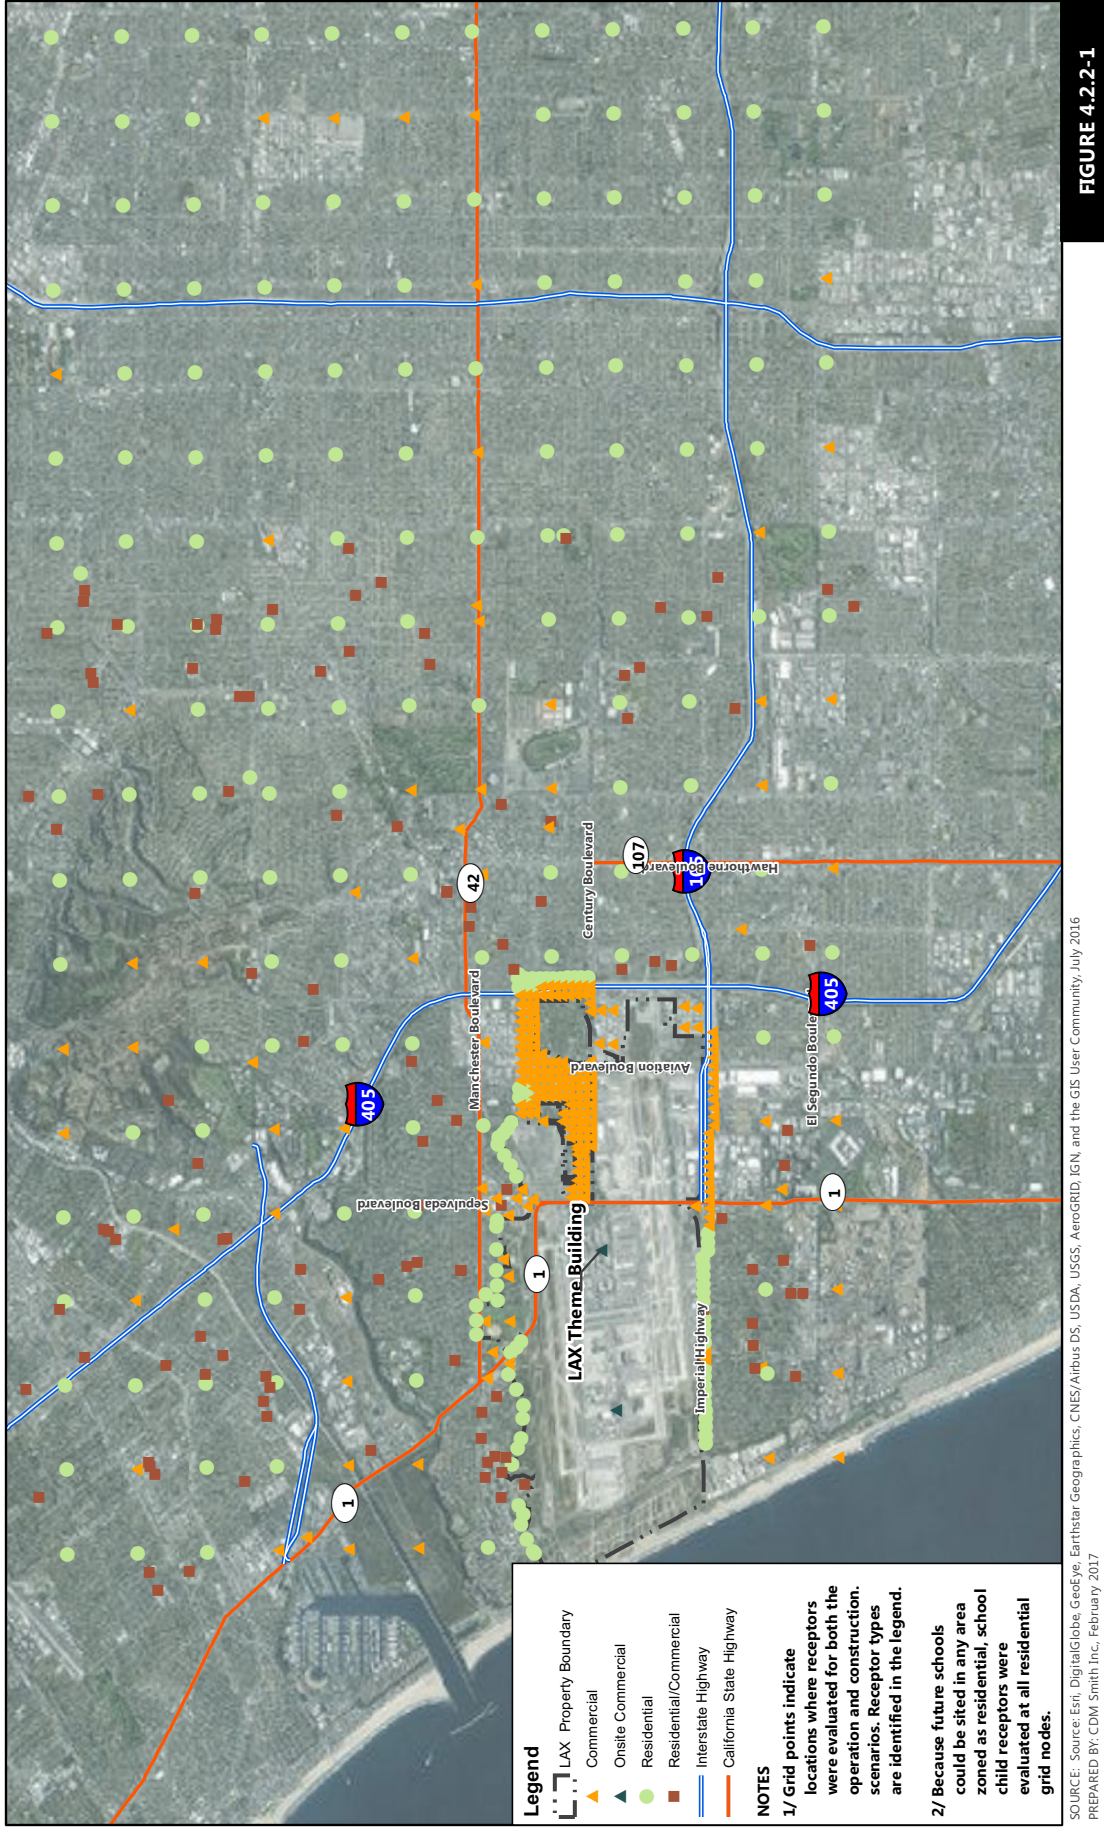 FIGURE 4.2.2-1
42
107
Hawthorne Boulevard
Century Boulevard
Manchester Boulevard
405
405
El Segundo
Aviation Boulevard
405
Sepulveda Boulevard
1
1
LAX Theme Building
Imperial Highway
1
Legend
LAX Property Boundary
Commercial
Onsite Commercial
Residential
Residential/Commercial
Interstate Highway
California State Highway
NOTES
1/ Grid points indicate
locations where receptors
were evaluated for both the
operation and construction.
scenarios. Receptor types
are identified in the legend.
2/ Because future schools
could be sited in any area
zoned as residential, school
child receptors were
evaluated at all residential
grid nodes.
SOURCE: Source: Esri, DigitalGlobe, GeoEye, Earthstar Geographics, CNES/Airbus DS, USDA, USGS, AeroGRID, IGN, and the GIS User Community, July 2016
PREPARED BY: CDM Smith Inc., February 2017